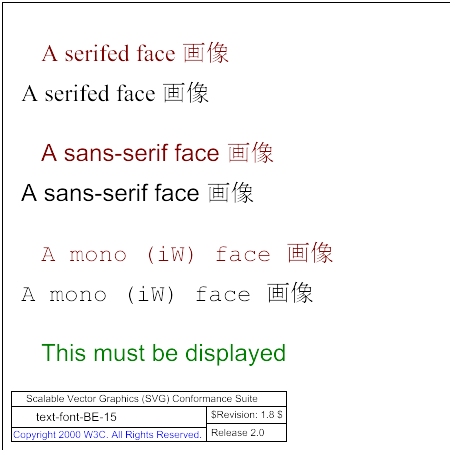 A serifed face 画像
A serifed face 画像
A sans-serif face 画像
A sans-serif face 画像
A mono (iW) face 画像
A mono (iW) face 画像
This must be displayed
Scalable Vector Graphics (SVG) Conformance Suite
text-font-BE-15
$Revision: 1.8 $
Copyright 2000 W3C. All Rights Reserved.
Release 2.0